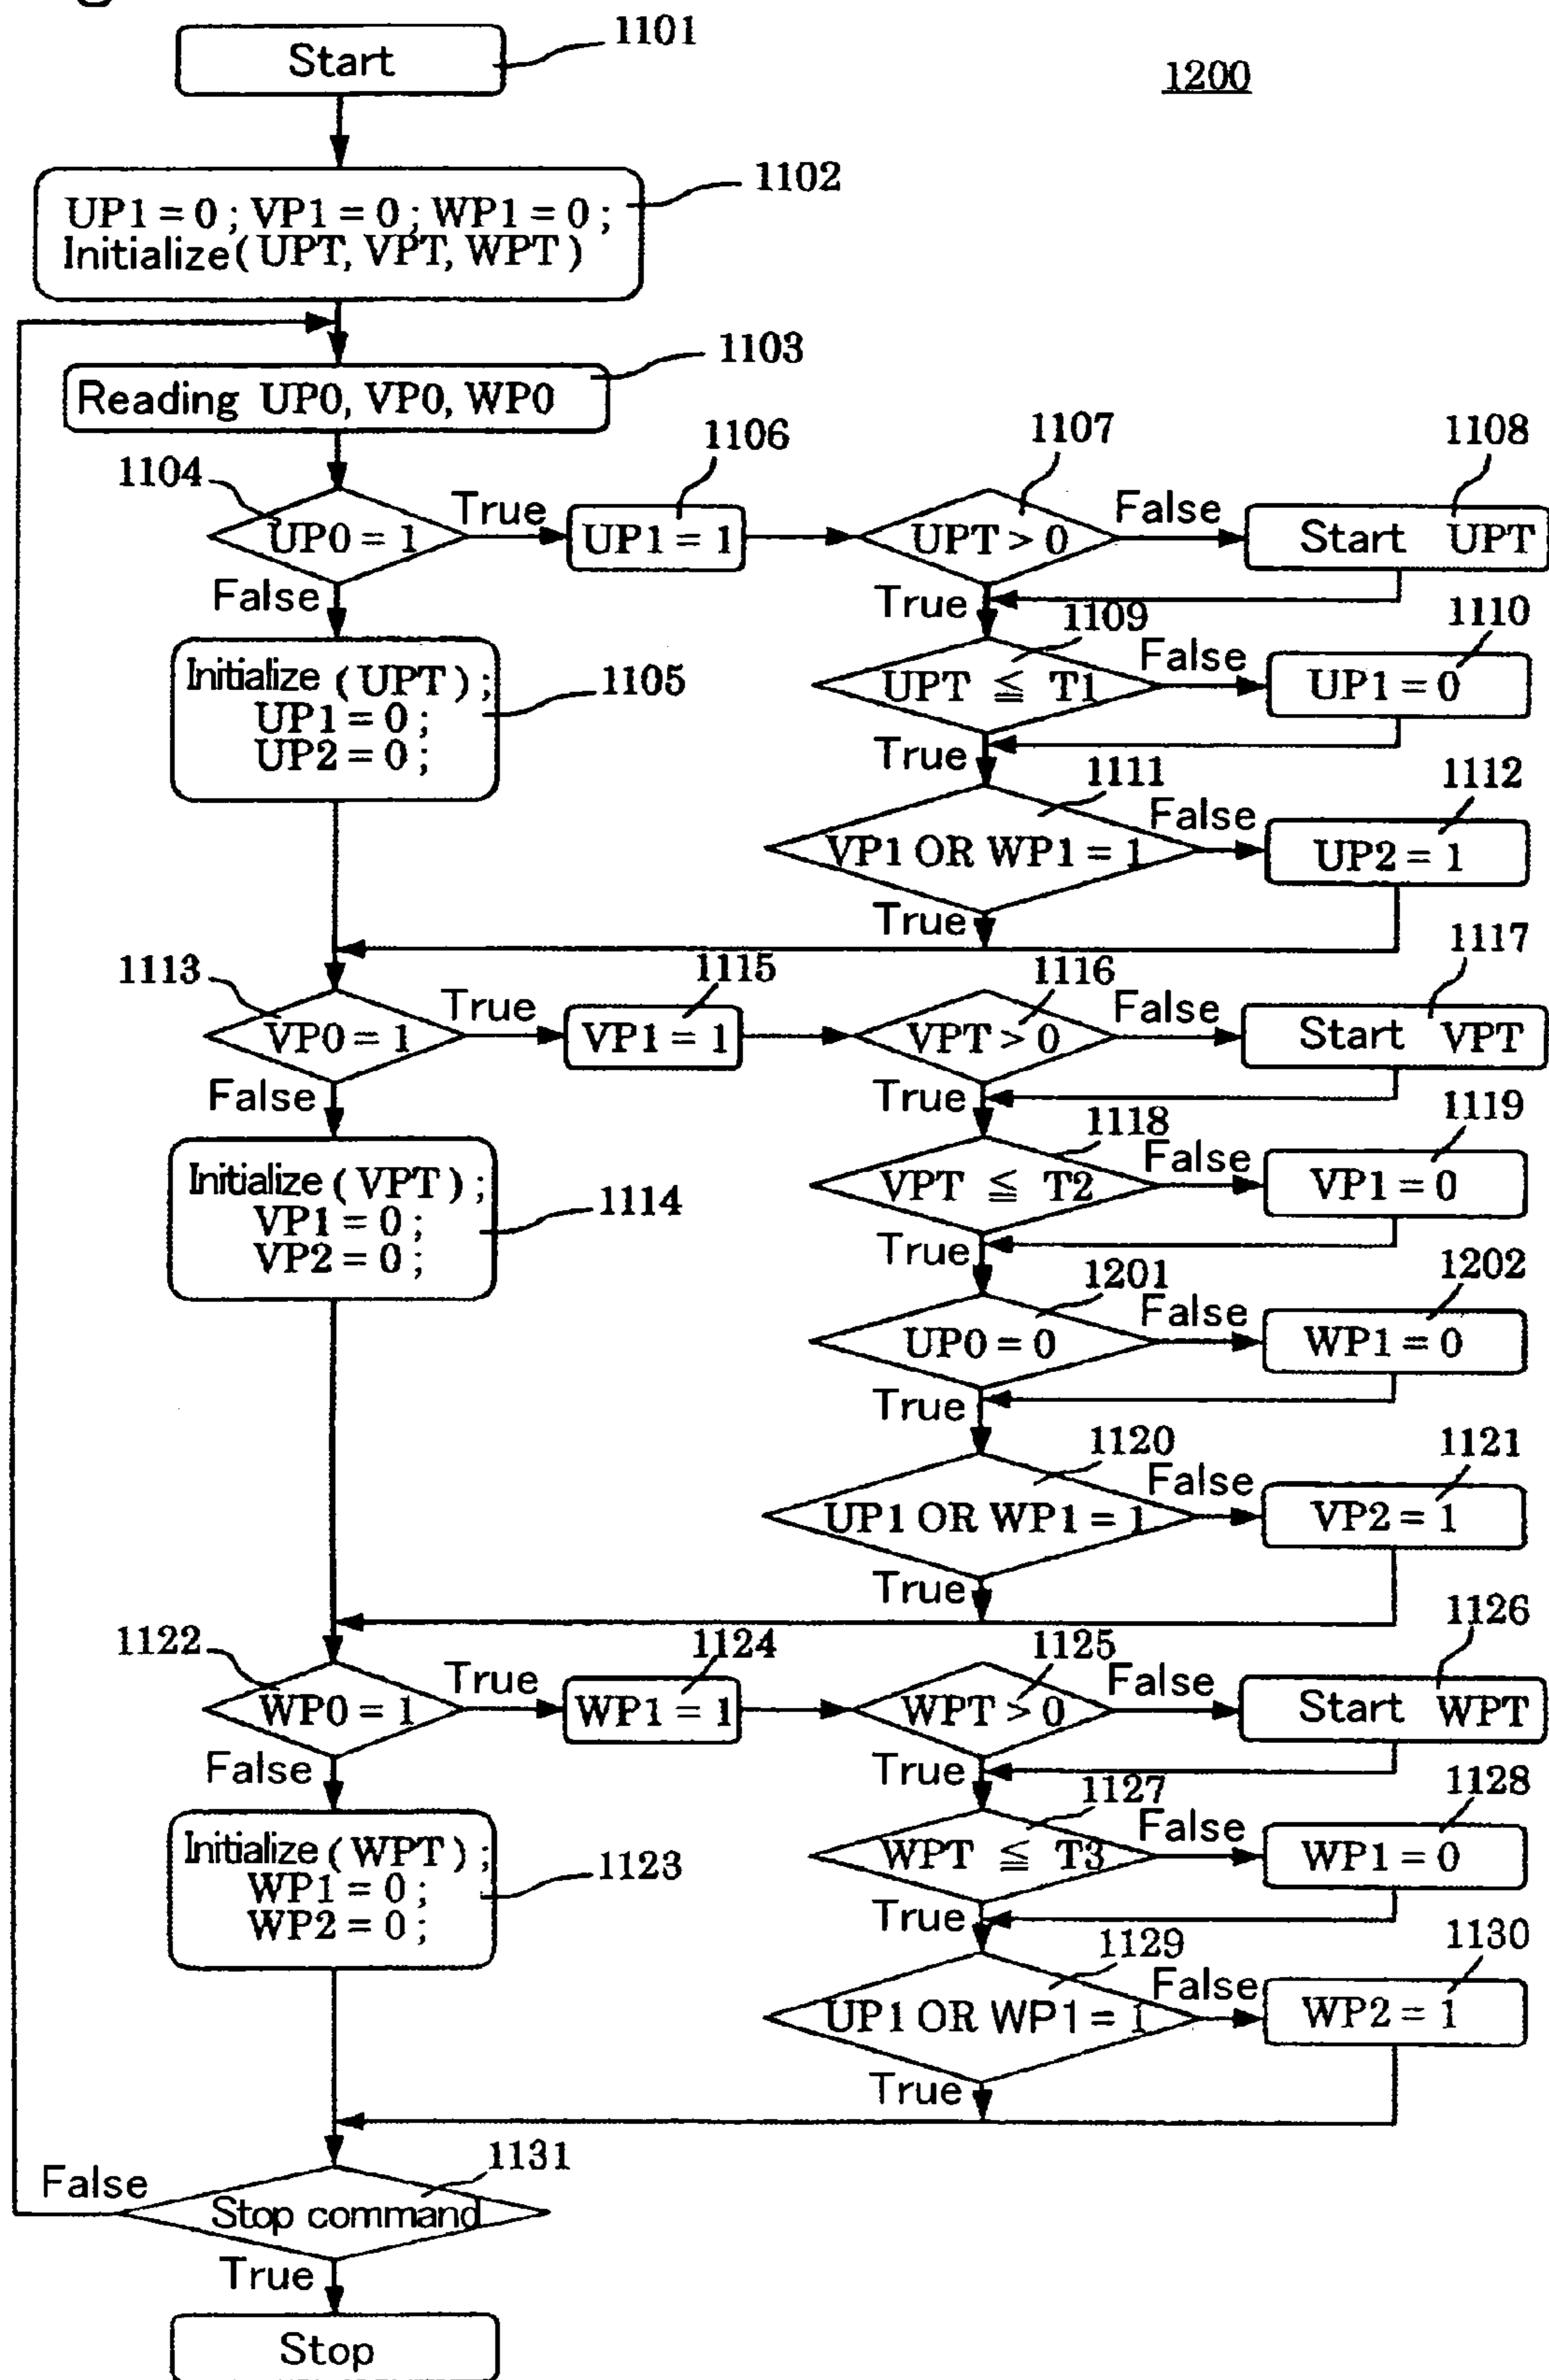 Start
1101
1200
UP1 = 0 ; VP1 = 0 ; WP1 = 0 ;
Initialize( UPT, VPT, WPT )
1102
Reading UP0, VP0, WP0
1103
1104
UP0 = 1
True
False
1106
UP1 = 1
1107
UPT > 0
False
True
1108
Start UPT
Initialize ( UPT ) ;
UP1 = 0 ;
UP2 = 0 ;
1105
1109
UPT ≦ T1
False
True
1110
UP1 = 0
1111
VP1 OR WP1 = 1
False
True
1112
UP2 = 1
1113
VP0 = 1
True
False
1115
VP1 = 1
1116
VPT > 0
False
True
1117
Start VPT
Initialize ( VPT ) ;
VP1 = 0 ;
VP2 = 0 ;
1114
1118
VPT ≦ T2
False
True
1119
VP1 = 0
1201
UP0 = 0
False
True
1202
WP1 = 0
1120
UP1 OR WP1 = 1
False
True
1121
VP2 = 1
1122
WP0 = 1
True
False
1124
WP1 = 1
1125
WPT > 0
False
True
1126
Start WPT
Initialize ( WPT ) ;
WP1 = 0 ;
WP2 = 0 ;
1123
1127
WPT ≦ T3
False
True
1128
WP1 = 0
1129
UP1 OR WP1 = 1
False
True
1130
WP2 = 1
1131
Stop command
False
True
Stop